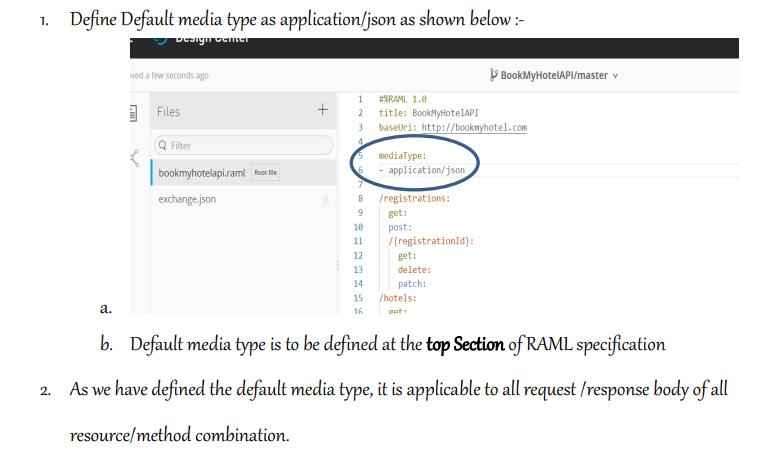 1. Define Default media type as application/json as shown below :-
Design Center
ved a few seconds ago
BookMyHotelAPI/master
Files +
Filter
bookmyhotelapi.raml Root file
exchange.json
1 #%RAML 1.0
2 title: BookMyHotelAPI
3 baseUri: http://bookmyhotel.com
4
5 mediaType:
6 - application/json
7
8 /registrations:
9 get:
10 post:
11 /{registrationId}:
12 get:
13 delete:
14 patch:
15 /hotels:
16 get:
a.
b. Default media type is to be defined at the top Section of RAML specification
2. As we have defined the default media type, it is applicable to all request /response body of all
resource/method combination.